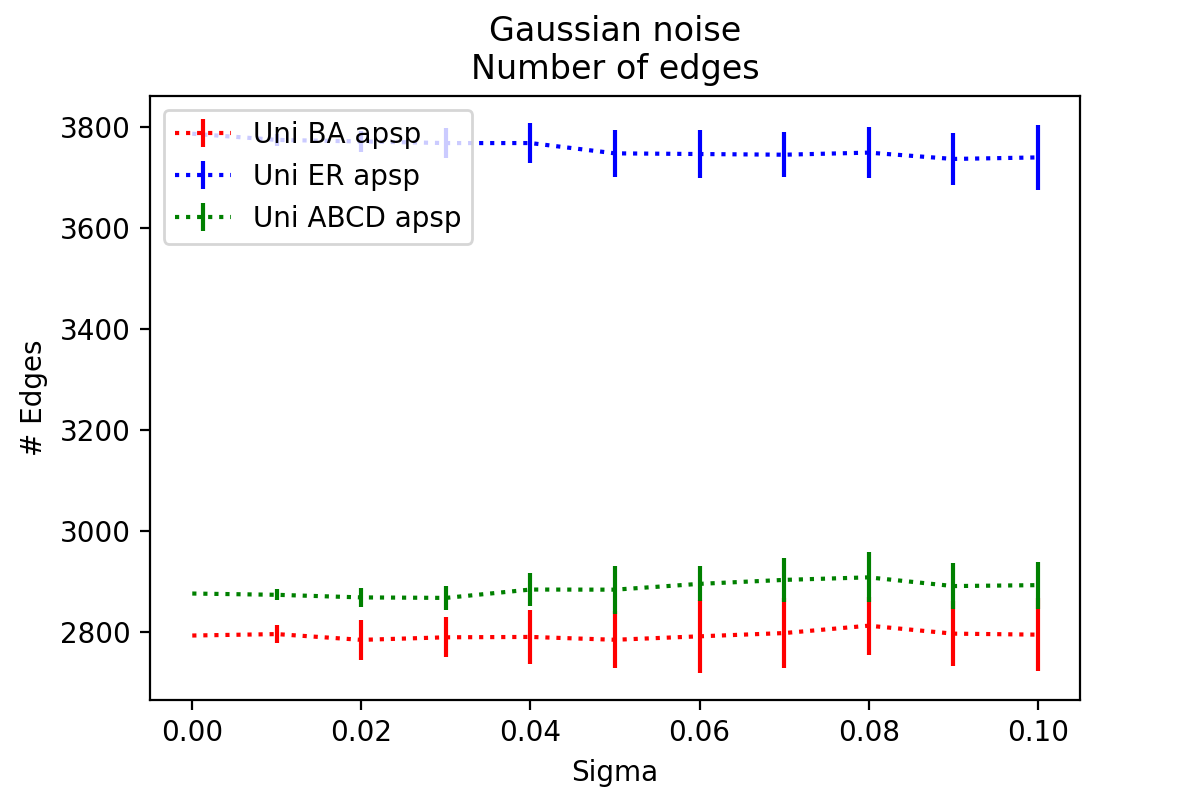 Gaussian noise
Number of edges
Uni BA apsp
Uni ER apsp
Uni ABCD apsp
# Edges
3800
3600
3400
3200
3000
2800
0.00 0.02 0.04 0.06 0.08 0.10
Sigma